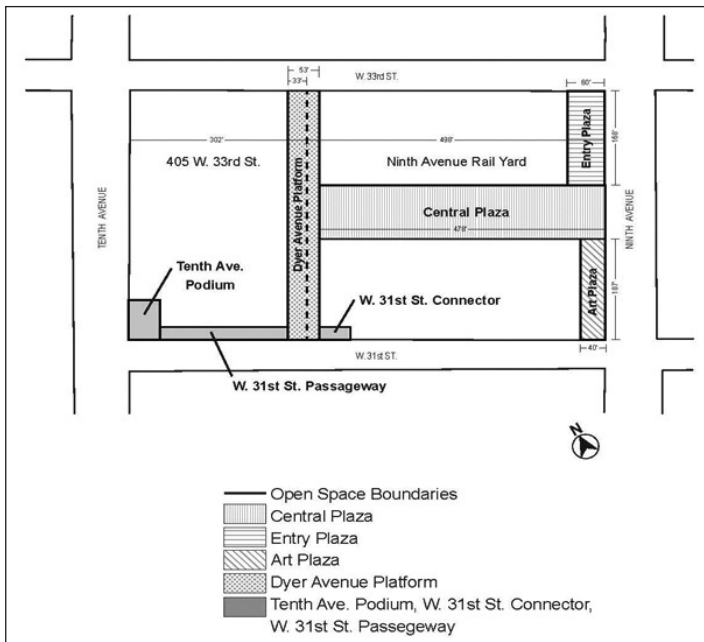 53'
33'
W. 33rd ST.
60'
302'
498'
405 W. 33rd St.
Ninth Avenue Rail Yard
Entry Plaza
TENTH AVENUE
Dyer Avenue Platform
Central Plaza
478'
NINTH AVENUE
Tenth Ave.
Podium
W. 31st St. Connector
Art Plaza
40'
W. 31st ST.
W. 31st St. Passageway
N
Open Space Boundaries
Central Plaza
Entry Plaza
Art Plaza
Dyer Avenue Platform
Tenth Ave. Podium, W. 31st St. Connector,
W. 31st St. Passegeway